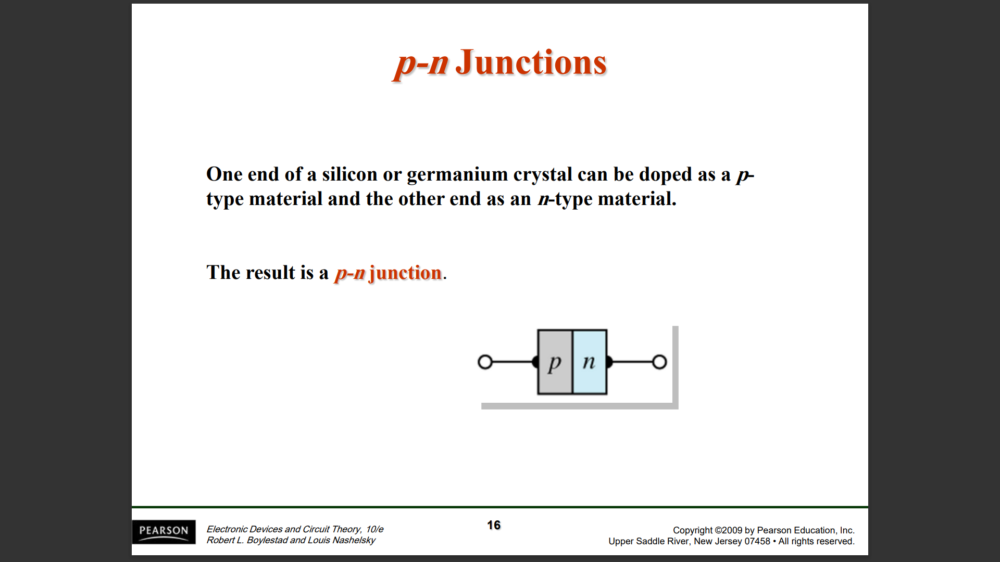 p-n Junctions
One end of a silicon or germanium crystal can be doped as a p-
type material and the other end as an n-type material.
The result is a p-n junction.
p n
PEARSON
Electronic Devices and Circuit Theory, 10/e
Robert L. Boylestad and Louis Nashelsky
16
Copyright ©2009 by Pearson Education, Inc.
Upper Saddle River, New Jersey 07458 • All rights reserved.